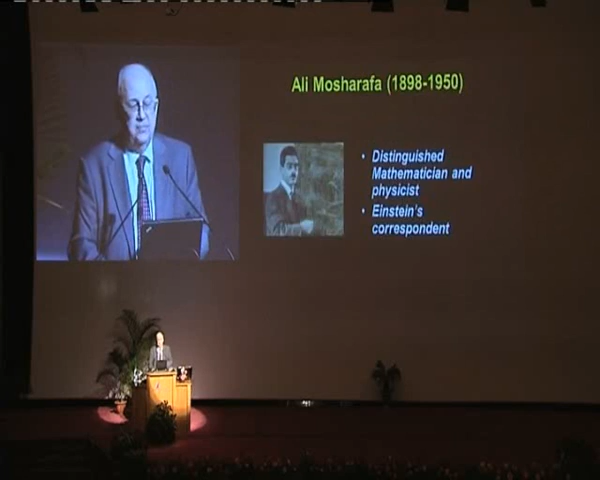 Ali Mosharafa (1898-1950)
• Distinguished
Mathematician and
physicist
• Einstein's
correspondent